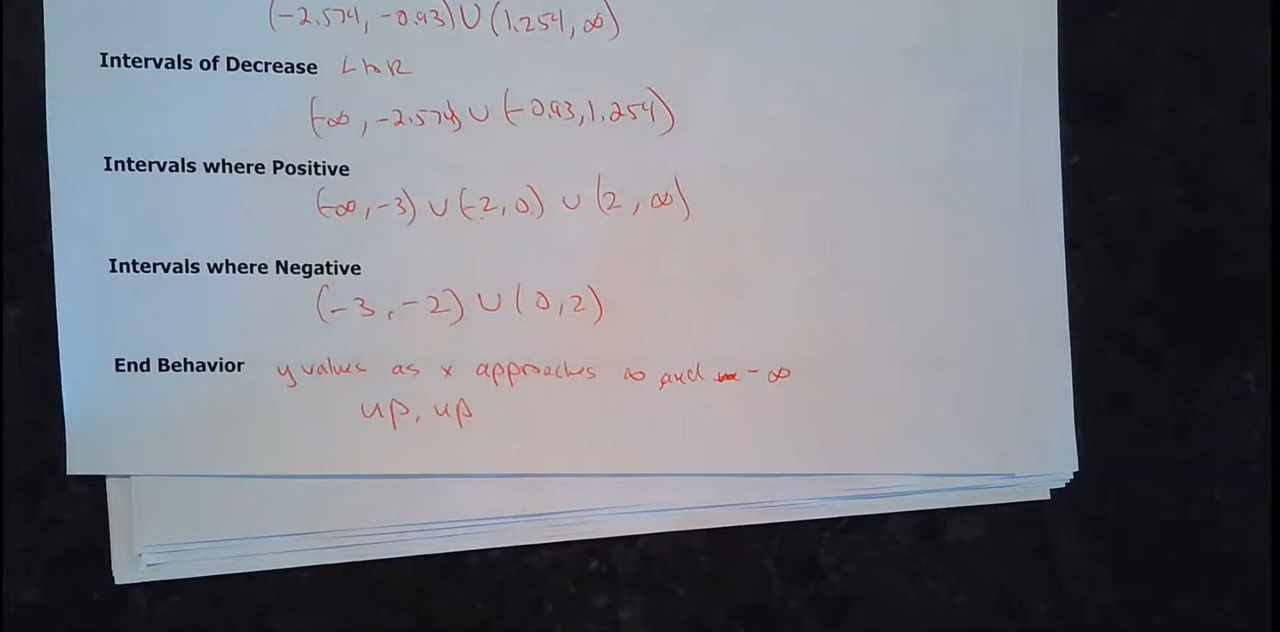 (-2.574, -0.93) ∪ (1.254, ∞)
Intervals of Decrease L to R
(-∞, -2.574) ∪ (-0.93, 1.254)
Intervals where Positive
(-∞, -3) ∪ (-2, 0) ∪ (2, ∞)
Intervals where Negative
(-3, -2) ∪ (0, 2)
End Behavior y values as x approaches ∞ and -∞
up, up